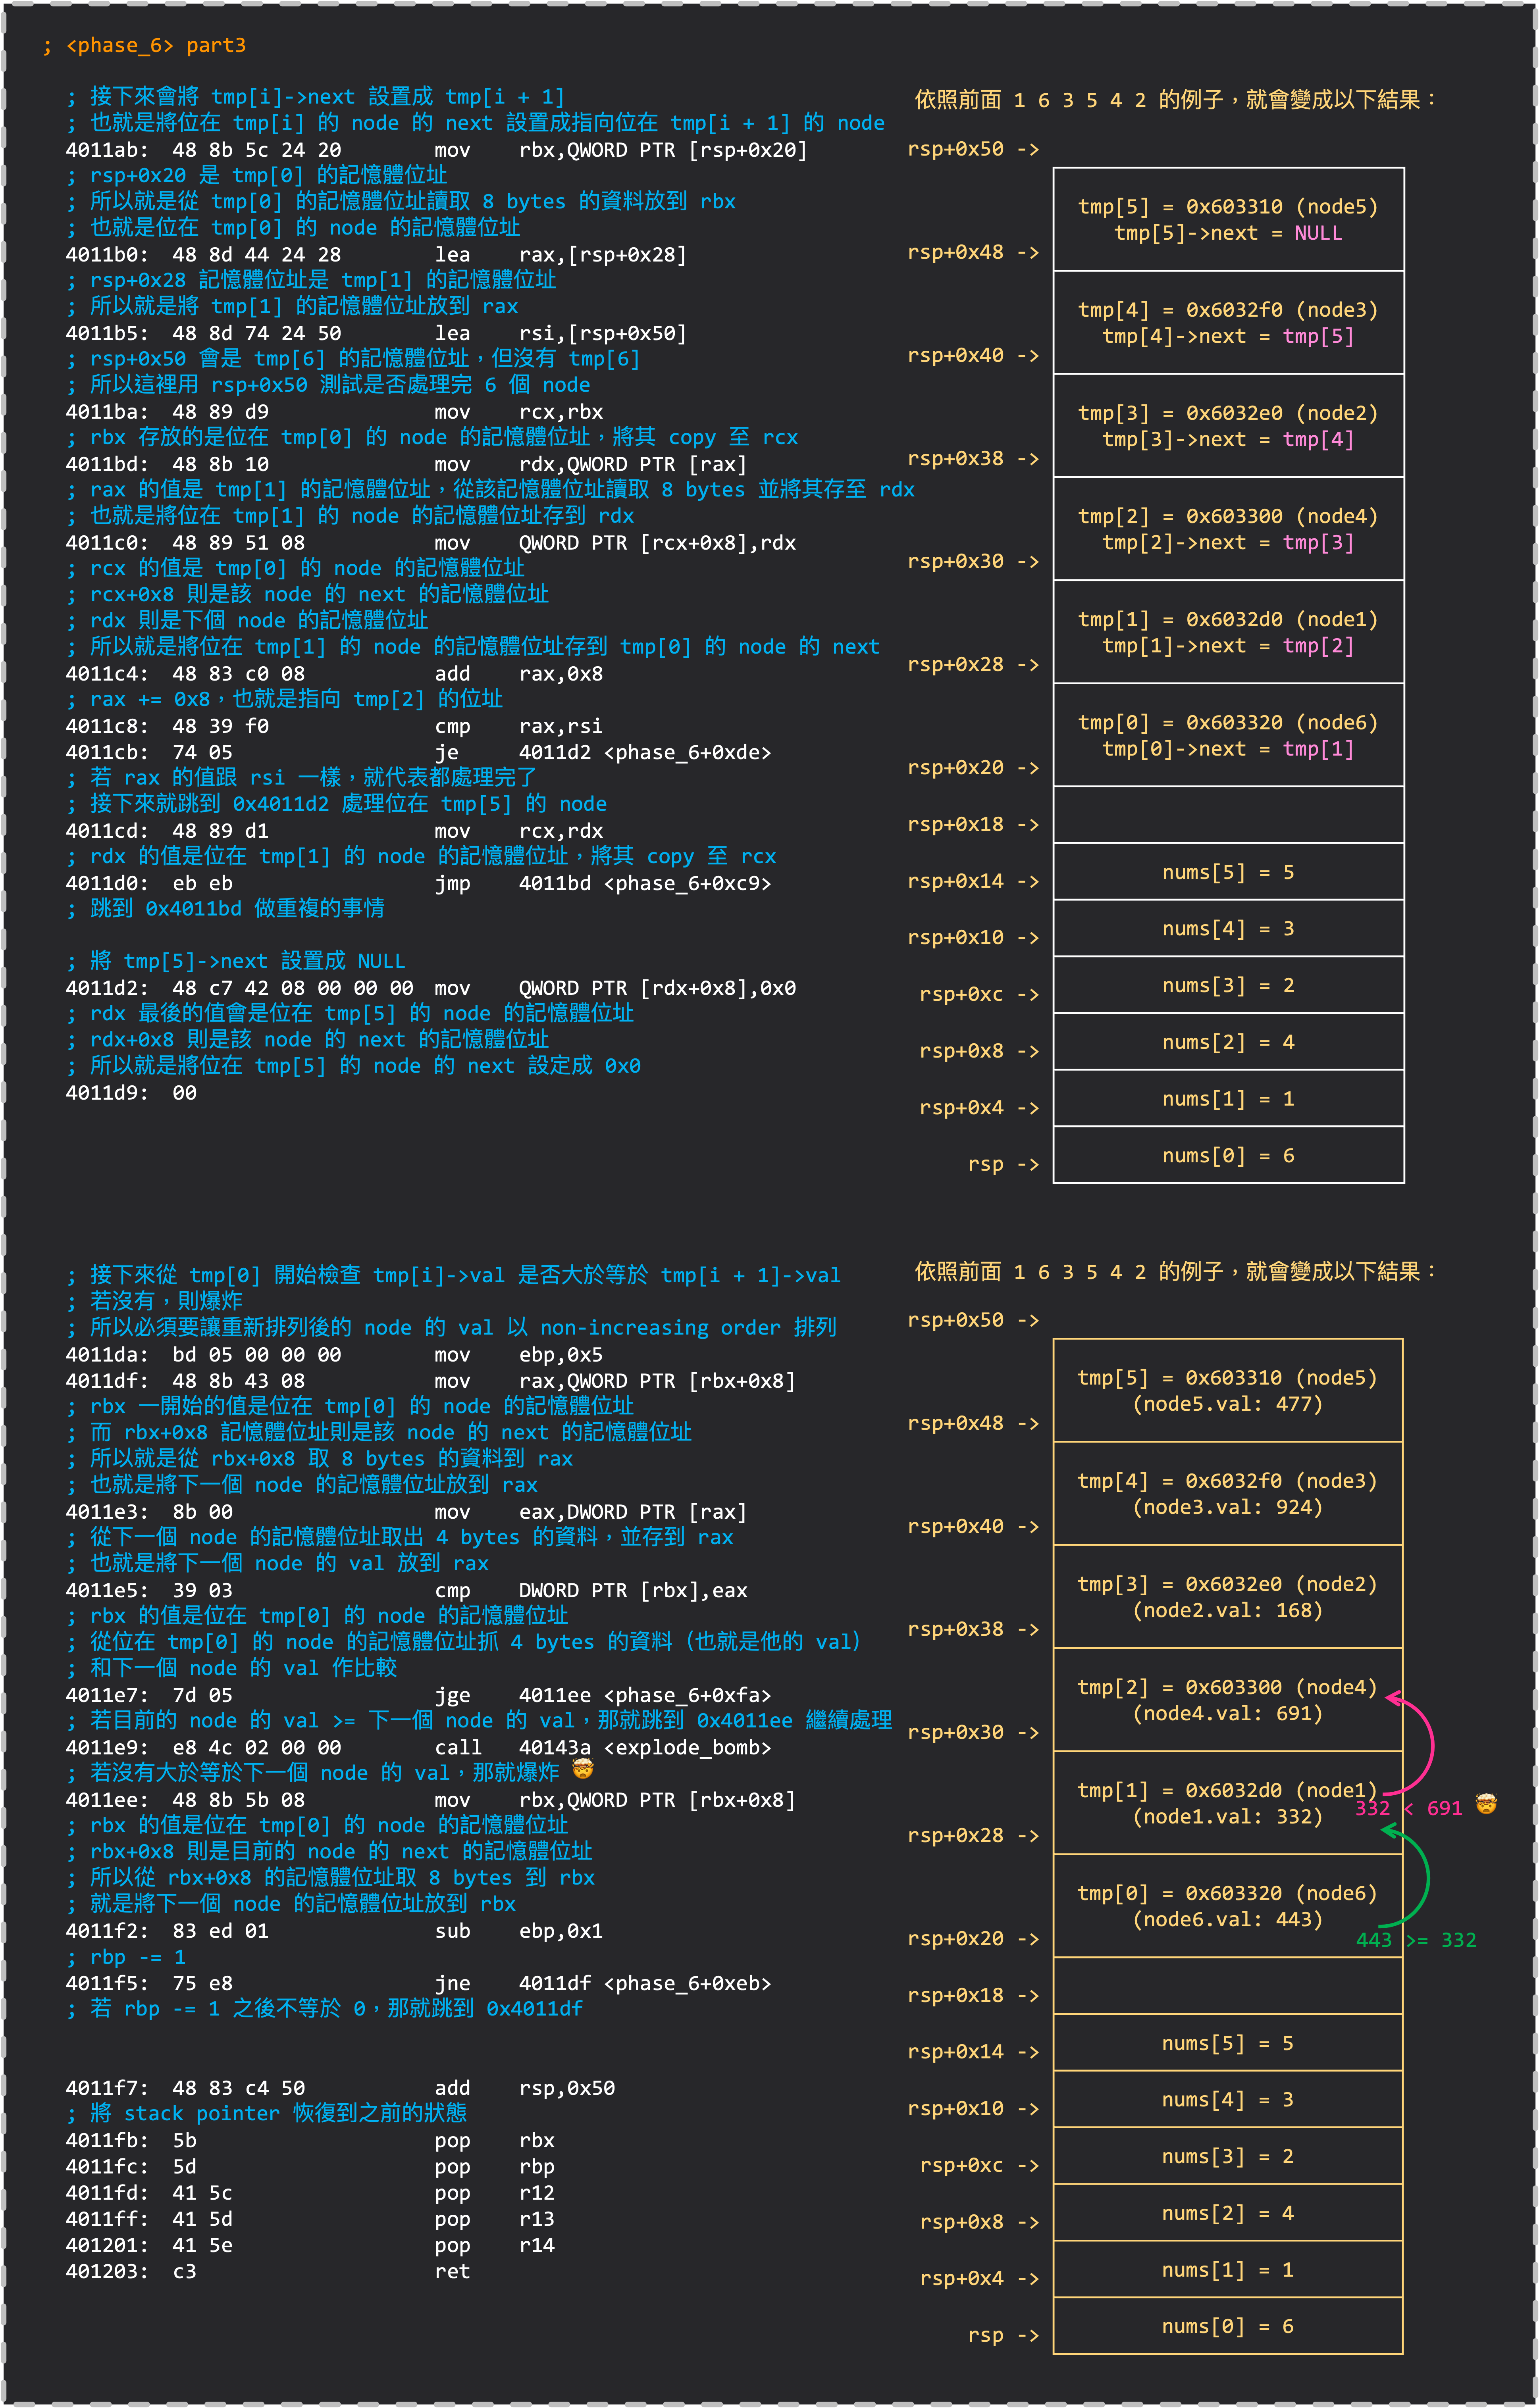 ; <phase_6> part3
; 接下來會將 tmp[i]->next 設置成 tmp[i + 1]
; 也就是將位在 tmp[i] 的 node 的 next 設置成指向位在 tmp[i + 1] 的 node
4011ab: 48 8b 5c 24 20 mov rbx,QWORD PTR [rsp+0x20]
; rsp+0x20 是 tmp[0] 的記憶體位址
; 所以就是從 tmp[0] 的記憶體位址讀取 8 bytes 的資料放到 rbx
; 也就是位在 tmp[0] 的 node 的記憶體位址
4011b0: 48 8d 44 24 28 lea rax,[rsp+0x28]
; rsp+0x28 記憶體位址是 tmp[1] 的記憶體位址
; 所以就是將 tmp[1] 的記憶體位址放到 rax
4011b5: 48 8d 74 24 50 lea rsi,[rsp+0x50]
; rsp+0x50 會是 tmp[6] 的記憶體位址，但沒有 tmp[6]
; 所以這裡用 rsp+0x50 測試是否處理完 6 個 node
4011ba: 48 89 d9 mov rcx,rbx
; rbx 存放的是位在 tmp[0] 的 node 的記憶體位址，將其 copy 至 rcx
4011bd: 48 8b 10 mov rdx,QWORD PTR [rax]
; rax 的值是 tmp[1] 的記憶體位址，從該記憶體位址讀取 8 bytes 並將其存至 rdx
; 也就是將位在 tmp[1] 的 node 的記憶體位址存到 rdx
4011c0: 48 89 51 08 mov QWORD PTR [rcx+0x8],rdx
; rcx 的值是 tmp[0] 的 node 的記憶體位址
; rcx+0x8 則是該 node 的 next 的記憶體位址
; rdx 則是下個 node 的記憶體位址
; 所以就是將位在 tmp[1] 的 node 的記憶體位址存到 tmp[0] 的 node 的 next
4011c4: 48 83 c0 08 add rax,0x8
; rax += 0x8，也就是指向 tmp[2] 的位址
4011c8: 48 39 f0 cmp rax,rsi
4011cb: 74 05 je 4011d2 <phase_6+0xde>
; 若 rax 的值跟 rsi 一樣，就代表都處理完了
; 接下來就跳到 0x4011d2 處理位在 tmp[5] 的 node
4011cd: 48 89 d1 mov rcx,rdx
; rdx 的值是位在 tmp[1] 的 node 的記憶體位址，將其 copy 至 rcx
4011d0: eb eb jmp 4011bd <phase_6+0xc9>
; 跳到 0x4011bd 做重複的事情
; 將 tmp[5]->next 設置成 NULL
4011d2: 48 c7 42 08 00 00 00 mov QWORD PTR [rdx+0x8],0x0
; rdx 最後的值會是位在 tmp[5] 的 node 的記憶體位址
; rdx+0x8 則是該 node 的 next 的記憶體位址
; 所以就是將位在 tmp[5] 的 node 的 next 設定成 0x0
4011d9: 00
依照前面 1 6 3 5 4 2 的例子，就會變成以下結果：
rsp+0x50 ->
tmp[5] = 0x603310 (node5)
tmp[5]->next = NULL
rsp+0x48 ->
tmp[4] = 0x6032f0 (node3)
tmp[4]->next = tmp[5]
rsp+0x40 ->
tmp[3] = 0x6032e0 (node2)
tmp[3]->next = tmp[4]
rsp+0x38 ->
tmp[2] = 0x603300 (node4)
tmp[2]->next = tmp[3]
rsp+0x30 ->
tmp[1] = 0x6032d0 (node1)
tmp[1]->next = tmp[2]
rsp+0x28 ->
tmp[0] = 0x603320 (node6)
tmp[0]->next = tmp[1]
rsp+0x20 ->
rsp+0x18 ->
nums[5] = 5
rsp+0x14 ->
nums[4] = 3
rsp+0x10 ->
nums[3] = 2
rsp+0xc ->
nums[2] = 4
rsp+0x8 ->
nums[1] = 1
rsp+0x4 ->
nums[0] = 6
rsp ->
; 接下來從 tmp[0] 開始檢查 tmp[i]->val 是否大於等於 tmp[i + 1]->val
; 若沒有，則爆炸
; 所以必須要讓重新排列後的 node 的 val 以 non-increasing order 排列
4011da: bd 05 00 00 00 mov ebp,0x5
4011df: 48 8b 43 08 mov rax,QWORD PTR [rbx+0x8]
; rbx 一開始的值是位在 tmp[0] 的 node 的記憶體位址
; 而 rbx+0x8 記憶體位址則是該 node 的 next 的記憶體位址
; 所以就是從 rbx+0x8 取 8 bytes 的資料到 rax
; 也就是將下一個 node 的記憶體位址放到 rax
4011e3: 8b 00 mov eax,DWORD PTR [rax]
; 從下一個 node 的記憶體位址取出 4 bytes 的資料，並存到 rax
; 也就是將下一個 node 的 val 放到 rax
4011e5: 39 03 cmp DWORD PTR [rbx],eax
; rbx 的值是位在 tmp[0] 的 node 的記憶體位址
; 從位在 tmp[0] 的 node 的記憶體位址抓 4 bytes 的資料（也就是他的 val）
; 和下一個 node 的 val 作比較
4011e7: 7d 05 jge 4011ee <phase_6+0xfa>
; 若目前的 node 的 val >= 下一個 node 的 val，那就跳到 0x4011ee 繼續處理
4011e9: e8 4c 02 00 00 call 40143a <explode_bomb>
; 若沒有大於等於下一個 node 的 val，那就爆炸 🤯
4011ee: 48 8b 5b 08 mov rbx,QWORD PTR [rbx+0x8]
; rbx 的值是位在 tmp[0] 的 node 的記憶體位址
; rbx+0x8 則是目前的 node 的 next 的記憶體位址
; 所以從 rbx+0x8 的記憶體位址取 8 bytes 到 rbx
; 就是將下一個 node 的記憶體位址放到 rbx
4011f2: 83 ed 01 sub ebp,0x1
; rbp -= 1
4011f5: 75 e8 jne 4011df <phase_6+0xeb>
; 若 rbp -= 1 之後不等於 0，那就跳到 0x4011df
4011f7: 48 83 c4 50 add rsp,0x50
; 將 stack pointer 恢復到之前的狀態
4011fb: 5b pop rbx
4011fc: 5d pop rbp
4011fd: 41 5c pop r12
4011ff: 41 5d pop r13
401201: 41 5e pop r14
401203: c3 ret
依照前面 1 6 3 5 4 2 的例子，就會變成以下結果：
rsp+0x50 ->
tmp[5] = 0x603310 (node5)
(node5.val: 477)
rsp+0x48 ->
tmp[4] = 0x6032f0 (node3)
(node3.val: 924)
rsp+0x40 ->
tmp[3] = 0x6032e0 (node2)
(node2.val: 168)
rsp+0x38 ->
tmp[2] = 0x603300 (node4)
(node4.val: 691)
rsp+0x30 ->
tmp[1] = 0x6032d0 (node1)
332 < 691 🤯
(node1.val: 332)
rsp+0x28 ->
tmp[0] = 0x603320 (node6)
(node6.val: 443)
443 >= 332
rsp+0x20 ->
rsp+0x18 ->
nums[5] = 5
rsp+0x14 ->
nums[4] = 3
rsp+0x10 ->
nums[3] = 2
rsp+0xc ->
nums[2] = 4
rsp+0x8 ->
nums[1] = 1
rsp+0x4 ->
nums[0] = 6
rsp ->